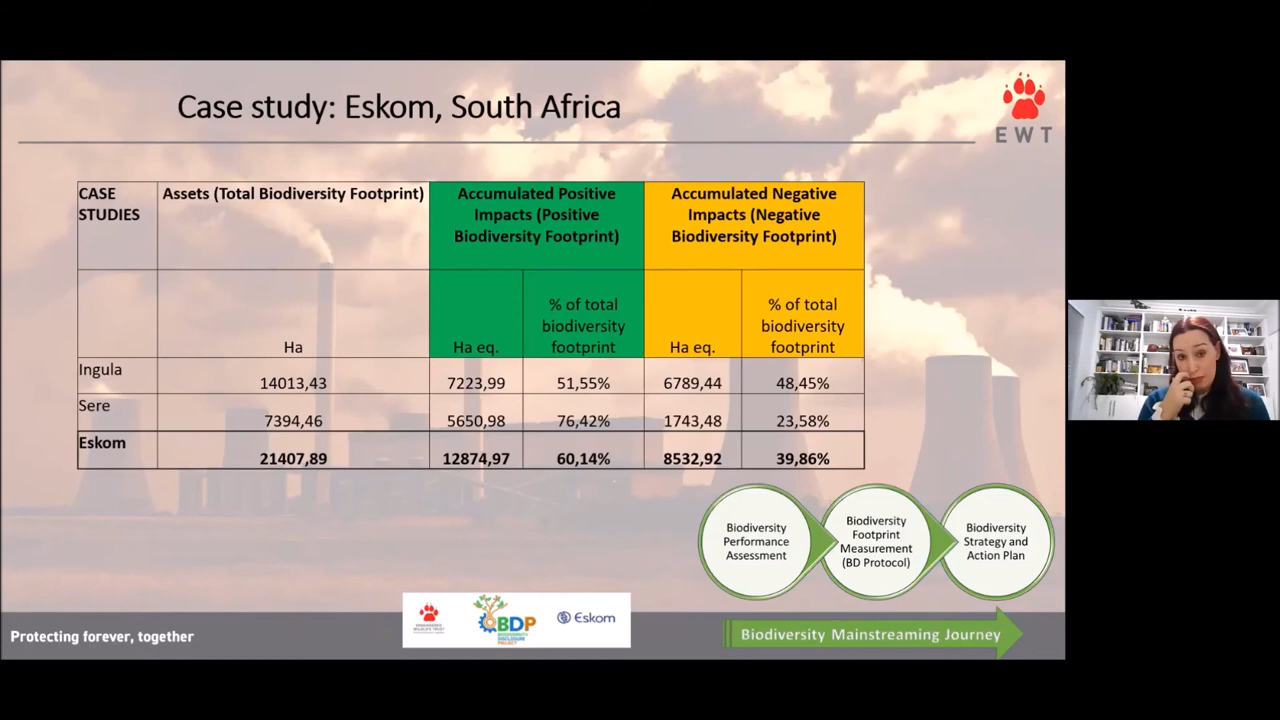 Case study: Eskom, South Africa
EWT
CASE
STUDIES
Assets (Total Biodiversity Footprint)
Accumulated Positive
Impacts (Positive
Biodiversity Footprint)
Accumulated Negative
Impacts (Negative
Biodiversity Footprint)
Ha
Ha eq.
% of total
biodiversity
footprint
Ha eq.
% of total
biodiversity
footprint
Ingula 14013,43 7223,99 51,55% 6789,44 48,45%
Sere 7394,46 5650,98 76,42% 1743,48 23,58%
Eskom 21407,89 12874,97 60,14% 8532,92 39,86%
Biodiversity
Performance
Assessment
Biodiversity
Footprint
Measurement
(BD Protocol)
Biodiversity
Strategy and
Action Plan
BDP
BIODIVERSITY
DISCLOSURE
PROJECT
Eskom
Protecting forever, together
Biodiversity Mainstreaming Journey